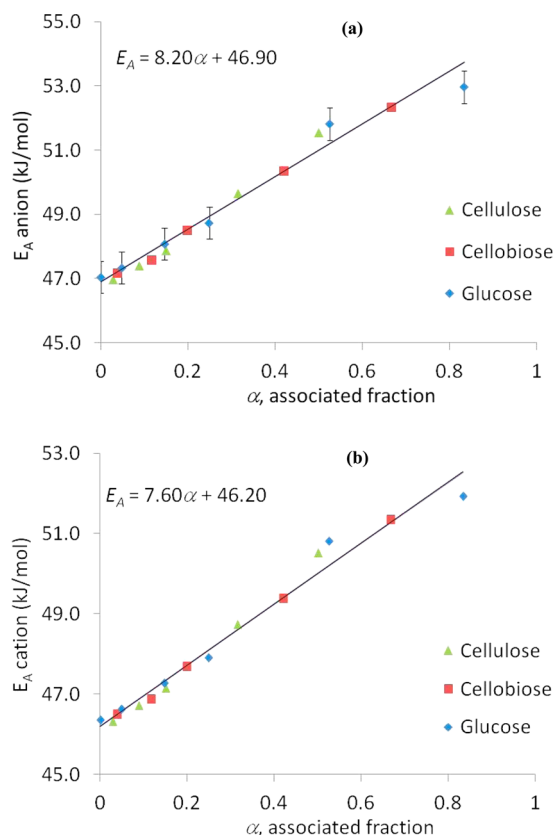 55.0
(a)
E_A = 8.20α + 46.90
53.0
51.0
49.0
47.0
45.0
E_A anion (kJ/mol)
Cellulose
Cellobiose
Glucose
0 0.2 0.4 0.6 0.8 1
α, associated fraction
53.0
(b)
E_A = 7.60α + 46.20
51.0
49.0
47.0
45.0
E_A cation (kJ/mol)
Cellulose
Cellobiose
Glucose
0 0.2 0.4 0.6 0.8 1
α, associated fraction